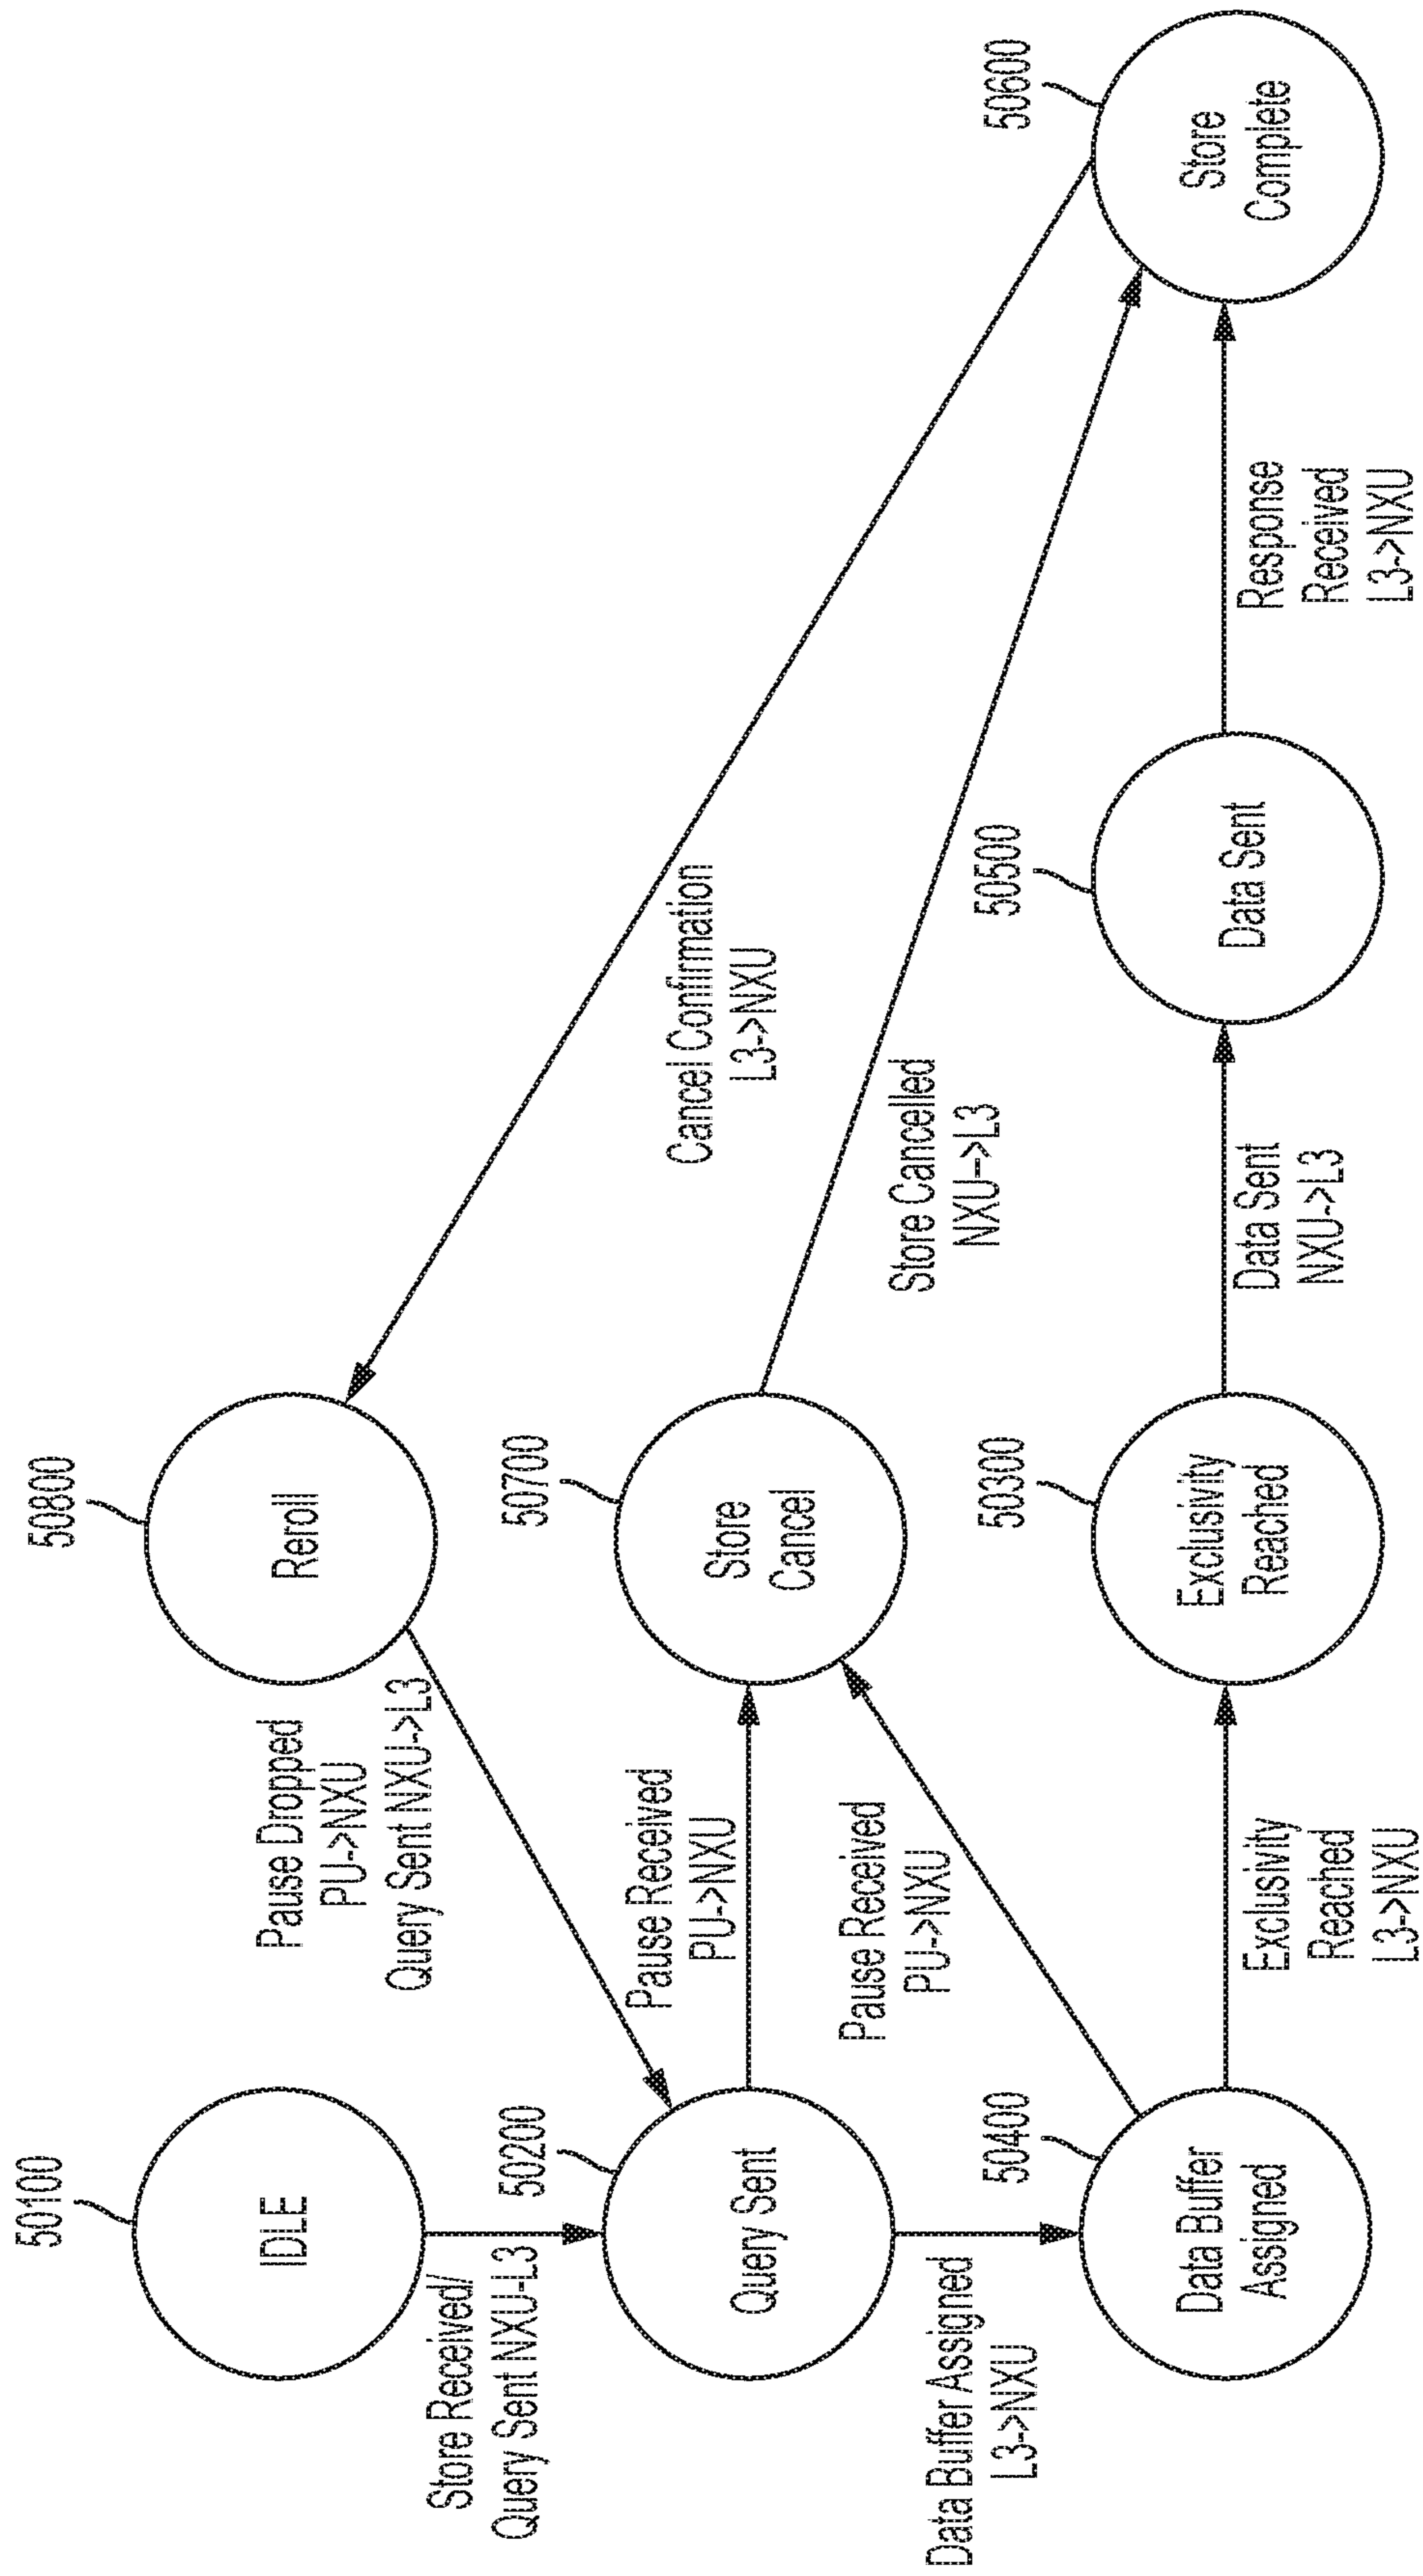 50100
IDLE
Store Received/
Query Sent NXU-L3
50200
Query Sent
Data Buffer Assigned
L3->NXU
50400
Data Buffer
Assigned
50800
Reroll
Pause Dropped
PU->NXU
Query Sent NXU->L3
Pause Received
PU->NXU
50700
Store
Cancel
Pause Received
PU->NXU
Exclusivity
Reached
L3->NXU
50300
Exclusivity
Reached
Cancel Confirmation
L3->NXU
Store Cancelled
NXU-->L3
Data Sent
NXU->L3
50500
Data Sent
Response
Received
L3->NXU
50600
Store
Complete